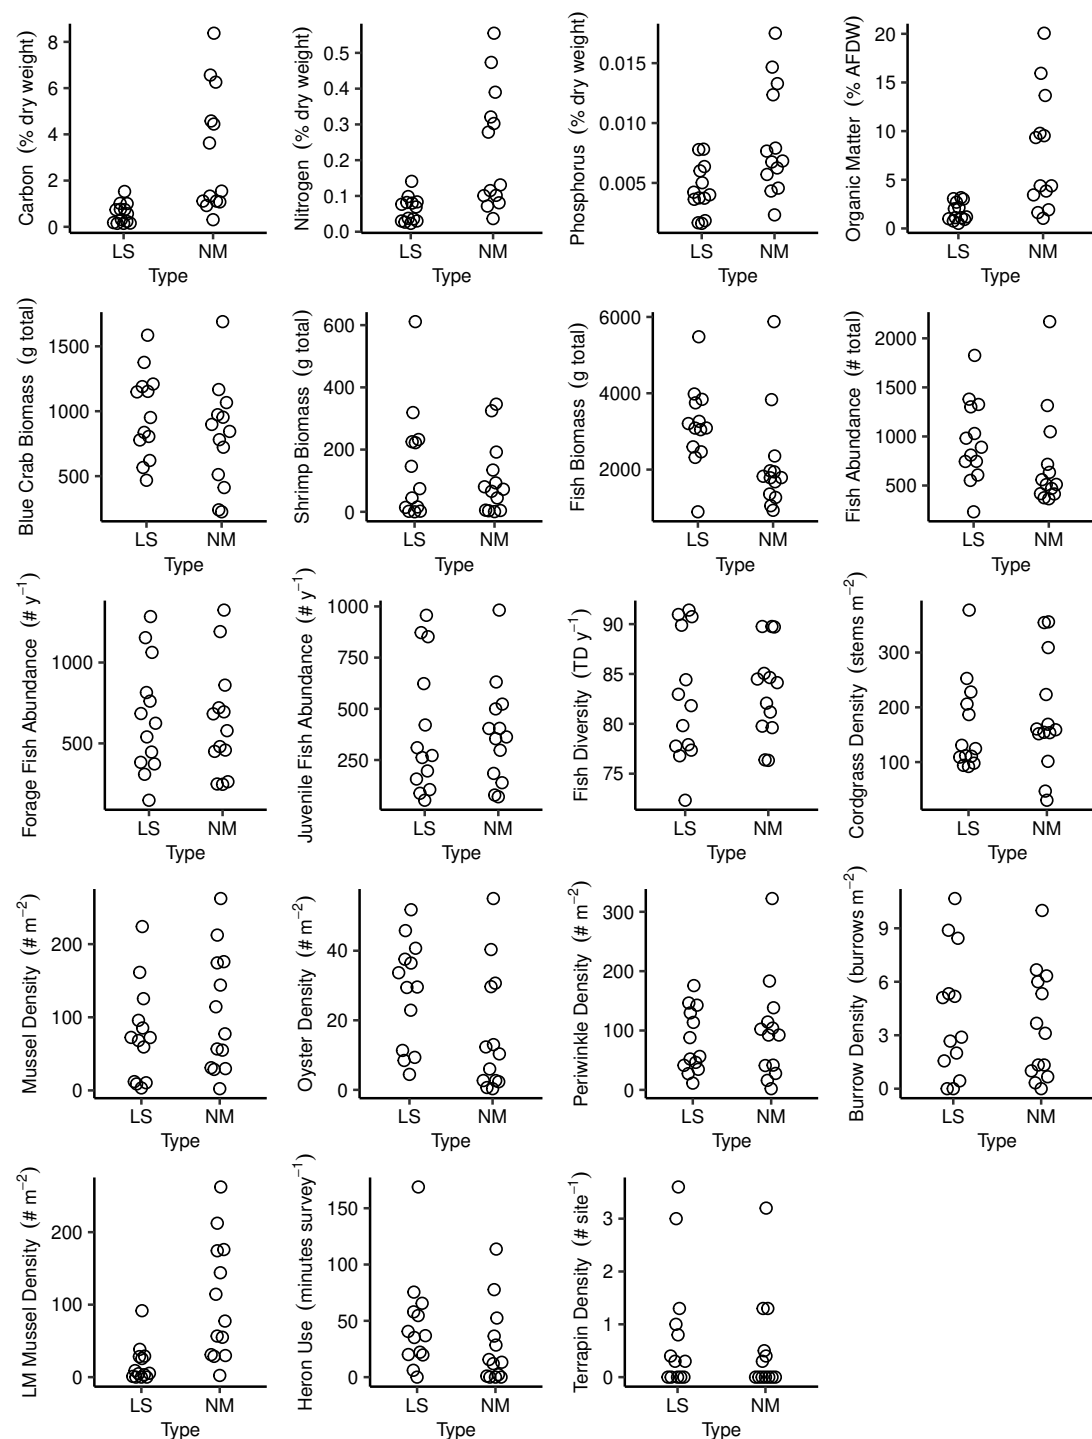 Carbon (% dry weight)
8
6
4
2
0
LS NM
Type
Nitrogen (% dry weight)
0.5
0.4
0.3
0.2
0.1
0.0
LS NM
Type
Phosphorus (% dry weight)
0.015
0.010
0.005
LS NM
Type
Organic Matter (% AFDW)
20
15
10
5
0
LS NM
Type
Blue Crab Biomass (g total)
1500
1000
500
LS NM
Type
Shrimp Biomass (g total)
600
400
200
0
LS NM
Type
Fish Biomass (g total)
6000
4000
2000
LS NM
Type
Fish Abundance (# total)
2000
1500
1000
500
LS NM
Type
Forage Fish Abundance (# y⁻¹)
1000
500
LS NM
Type
Juvenile Fish Abundance (# y⁻¹)
1000
750
500
250
LS NM
Type
Fish Diversity (TD y⁻¹)
90
85
80
75
LS NM
Type
Cordgrass Density (stems m⁻²)
300
200
100
LS NM
Type
Mussel Density (# m⁻²)
200
100
0
LS NM
Type
Oyster Density (# m⁻²)
40
20
0
LS NM
Type
Periwinkle Density (# m⁻²)
300
200
100
0
LS NM
Type
Burrow Density (burrows m⁻²)
9
6
3
0
LS NM
Type
LM Mussel Density (# m⁻²)
200
100
0
LS NM
Type
Heron Use (minutes survey⁻¹)
150
100
50
0
LS NM
Type
Terrapin Density (# site⁻¹)
3
2
1
0
LS NM
Type